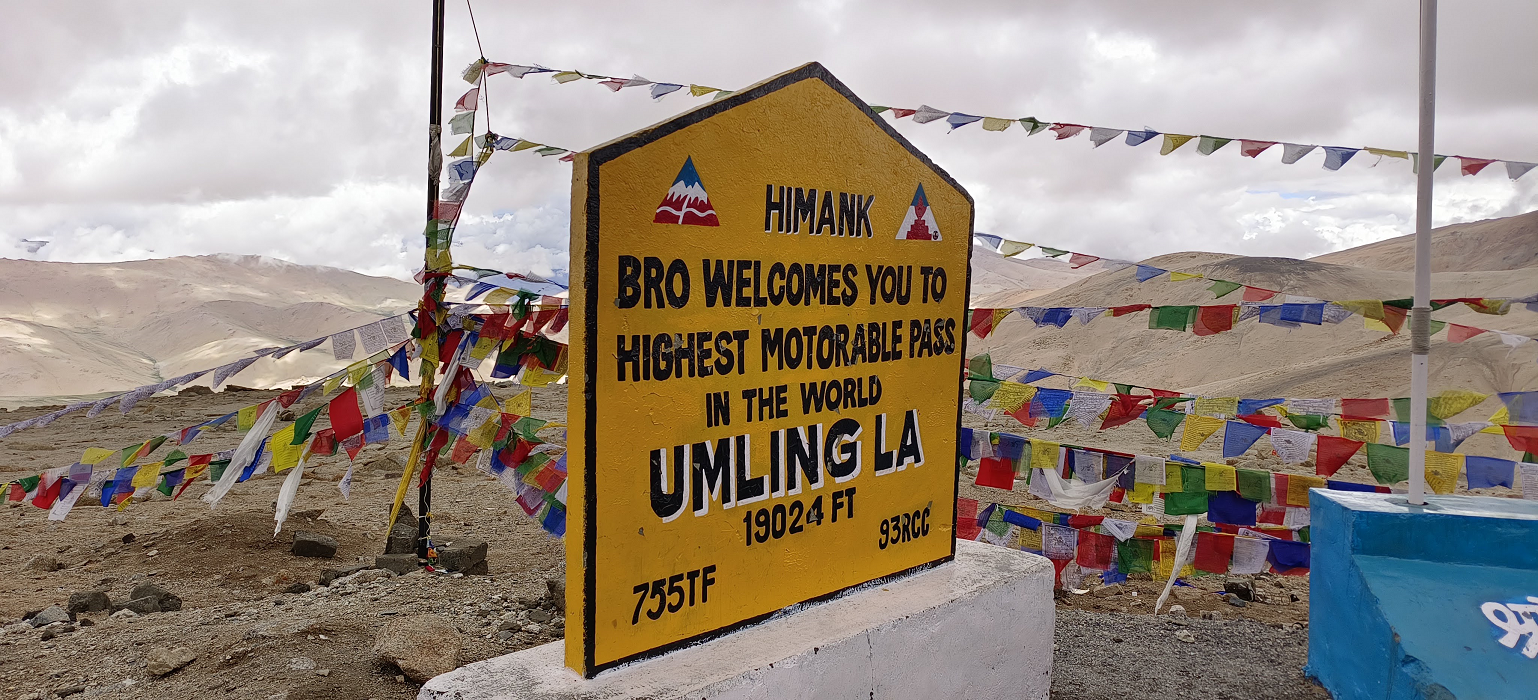 HIMANK
BRO WELCOMES YOU TO
HIGHEST MOTORABLE PASS
IN THE WORLD
UMLING LA
19024 FT
93RCC
755TF